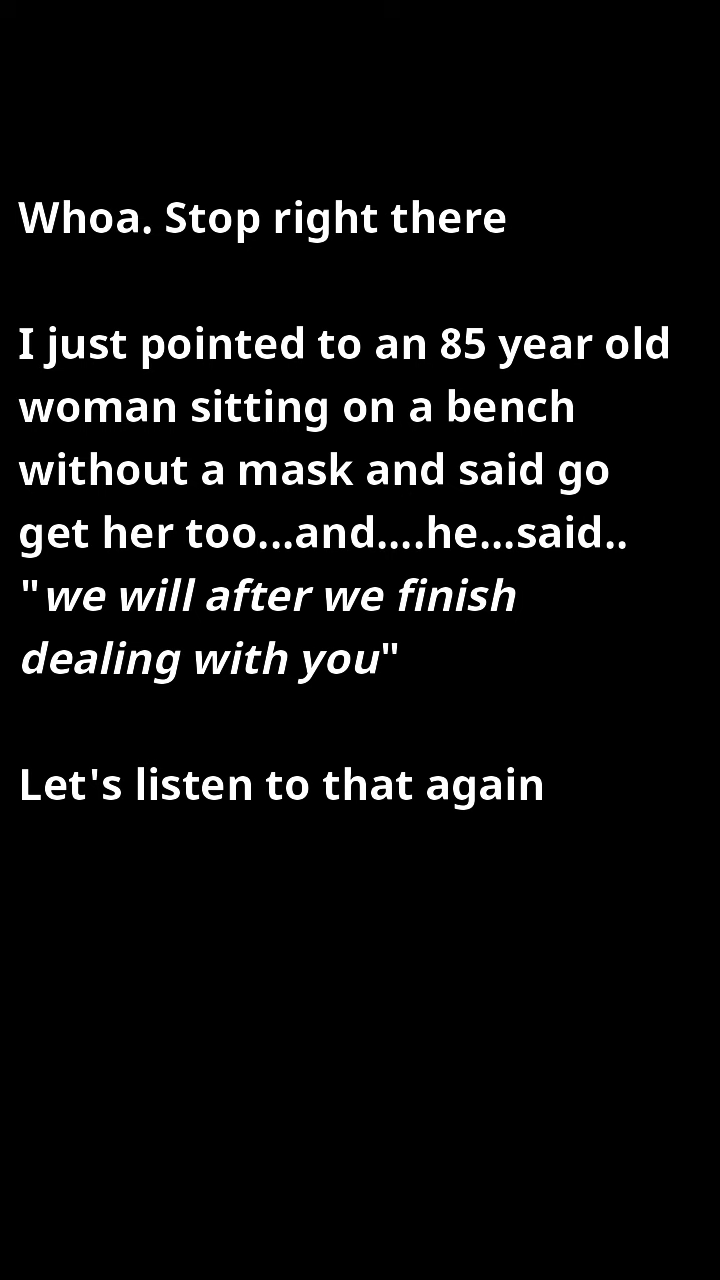 Whoa. Stop right there
I just pointed to an 85 year old
woman sitting on a bench
without a mask and said go
get her too...and....he...said..
"we will after we finish
dealing with you"
Let's listen to that again